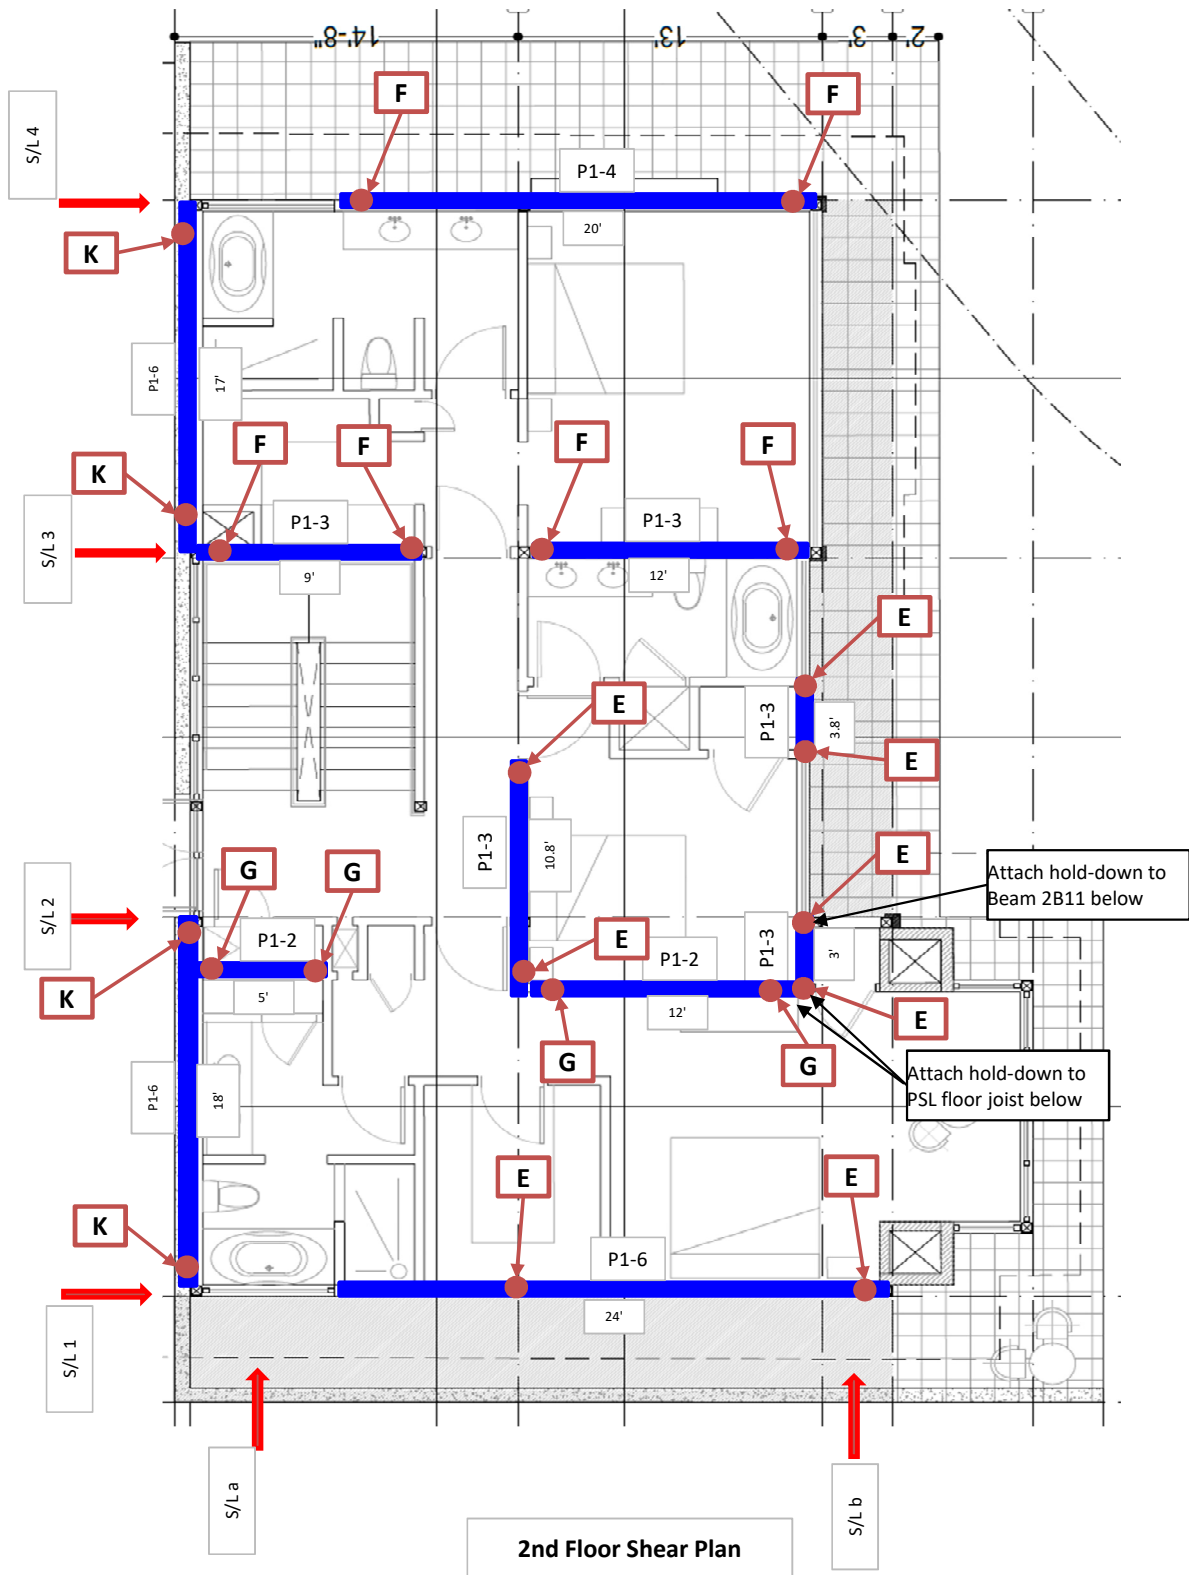 14'-8"
13'
3'
2'
S/L 4
F
F
P1-4
20'
K
P1-6
17'
K
F
F
F
F
P1-3
P1-3
S/L 3
9'
12'
E
E
P1-3
3.8'
E
P1-3
10.8'
E
Attach hold-down to
Beam 2B11 below
S/L 2
G
G
P1-2
K
5'
E
P1-2
P1-3
3'
12'
E
G
G
Attach hold-down to
PSL floor joist below
P1-6
18'
E
E
K
P1-6
24'
S/L 1
S/L a
S/L b
2nd Floor Shear Plan